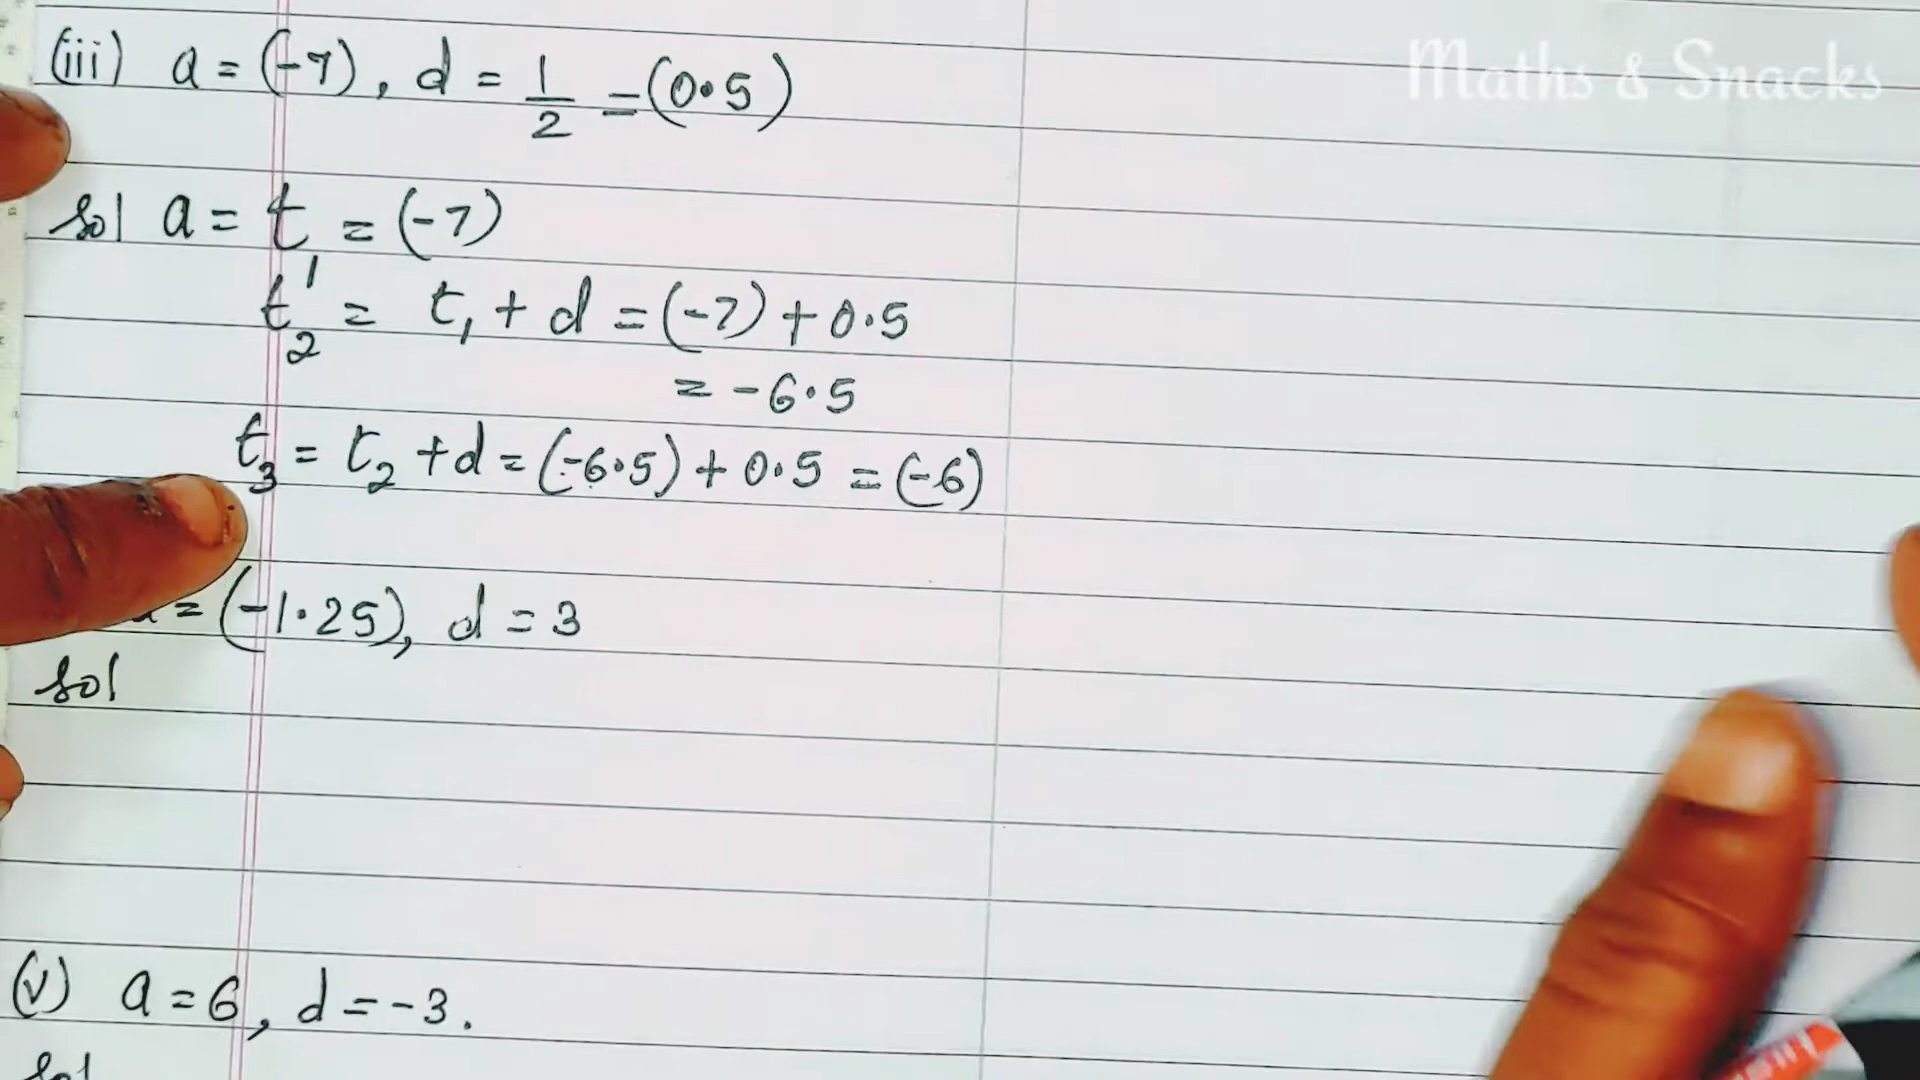 Maths & Snacks
(iii) a = (-7), d = 1/2 = (0.5)
sol a = t1 = (-7)
t2 = t1 + d = (-7) + 0.5
= -6.5
t3 = t2 + d = (-6.5) + 0.5 = (-6)
= (-1.25), d = 3
sol
(v) a = 6, d = -3.
sol